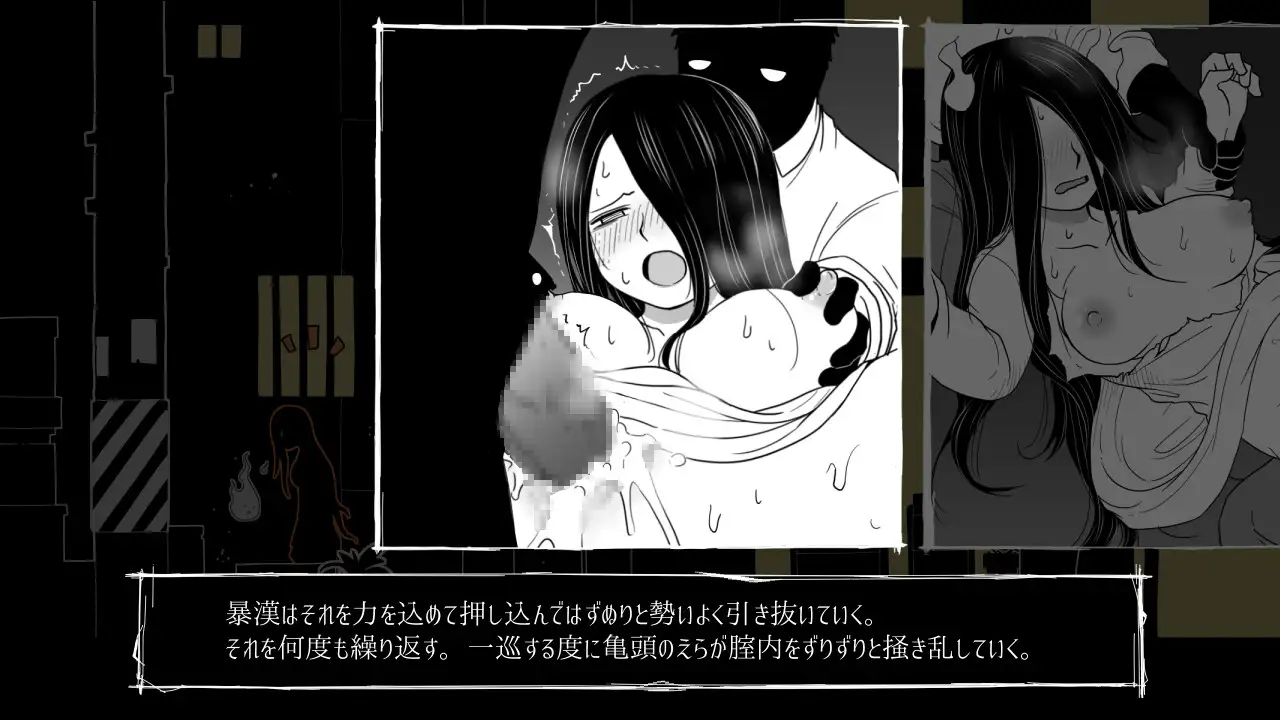 暴漢はそれを力を込めて押し込んではずぬりと勢いよく引き抜いていく。
それを何度も繰り返す。 一巡する度に亀頭のえらが腟内をずりずりと掻き乱していく。